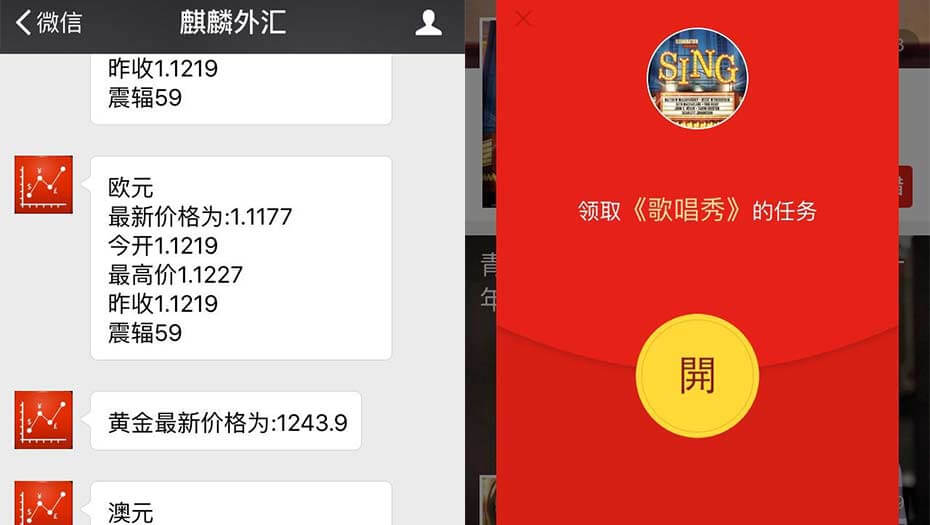 微信
麒麟外汇
昨收1.1219
震辐59
欧元
最新价格为:1.1177
今开1.1219
最高价1.1227
昨收1.1219
震辐59
黄金最新价格为:1243.9
澳元
ILLUMINATION
SING
领取《歌唱秀》的任务
開
青
年